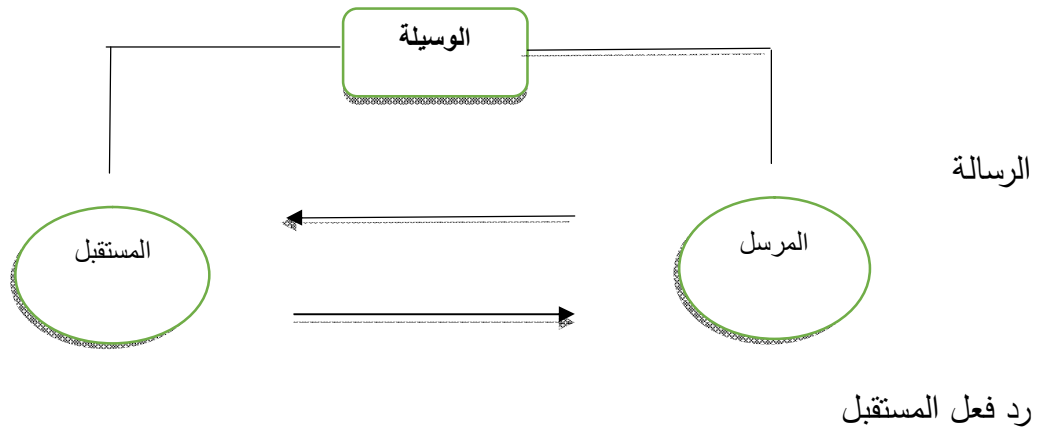 الوسيلة
الرسالة
المرسل
المستقبل
رد فعل المستقبل